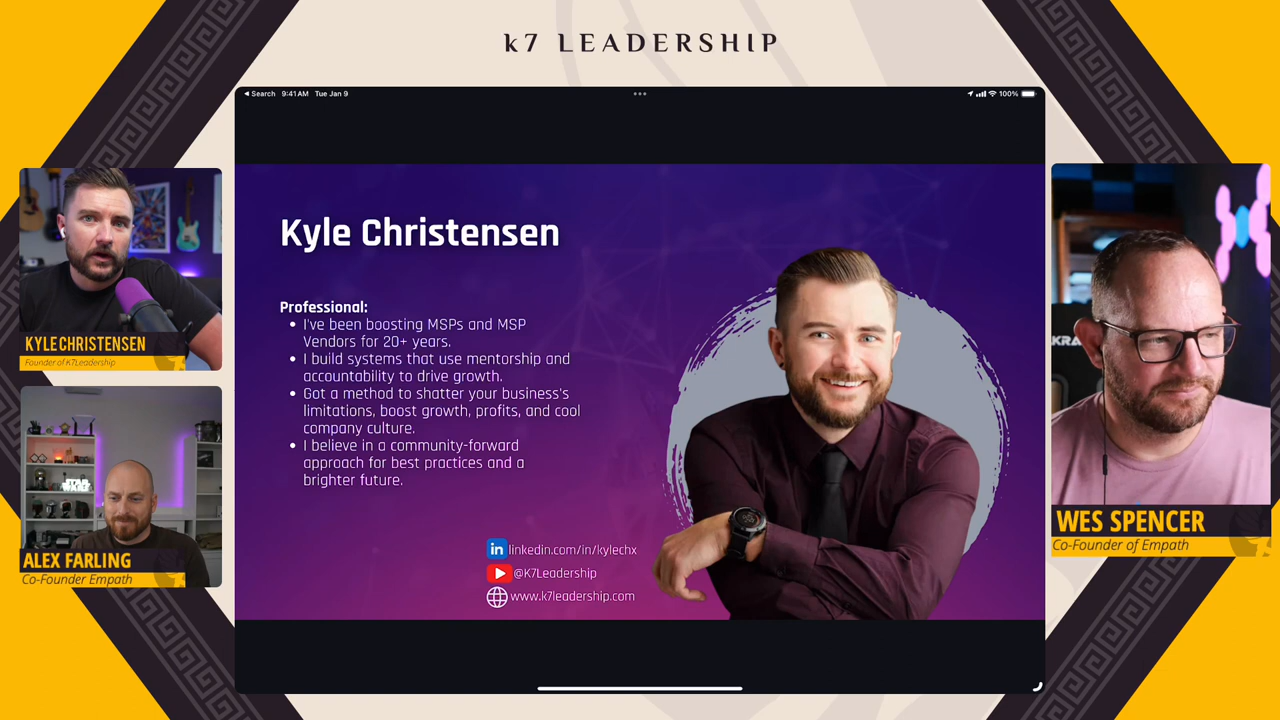 k7 LEADERSHIP
Search 9:41 AM Tue Jan 9
100%
Kyle Christensen
Professional:
• I've been boosting MSPs and MSP
Vendors for 20+ years.
• I build systems that use mentorship and
accountability to drive growth.
• Got a method to shatter your business's
limitations, boost growth, profits, and cool
company culture.
• I believe in a community-forward
approach for best practices and a
brighter future.
in linkedin.com/in/kylechx
@K7Leadership
www.k7leadership.com
KYLE CHRISTENSEN
Founder of K7Leadership
STAR
WARS
ALEX FARLING
Co-Founder Empath
KRA
WES SPENCER
Co-Founder of Empath